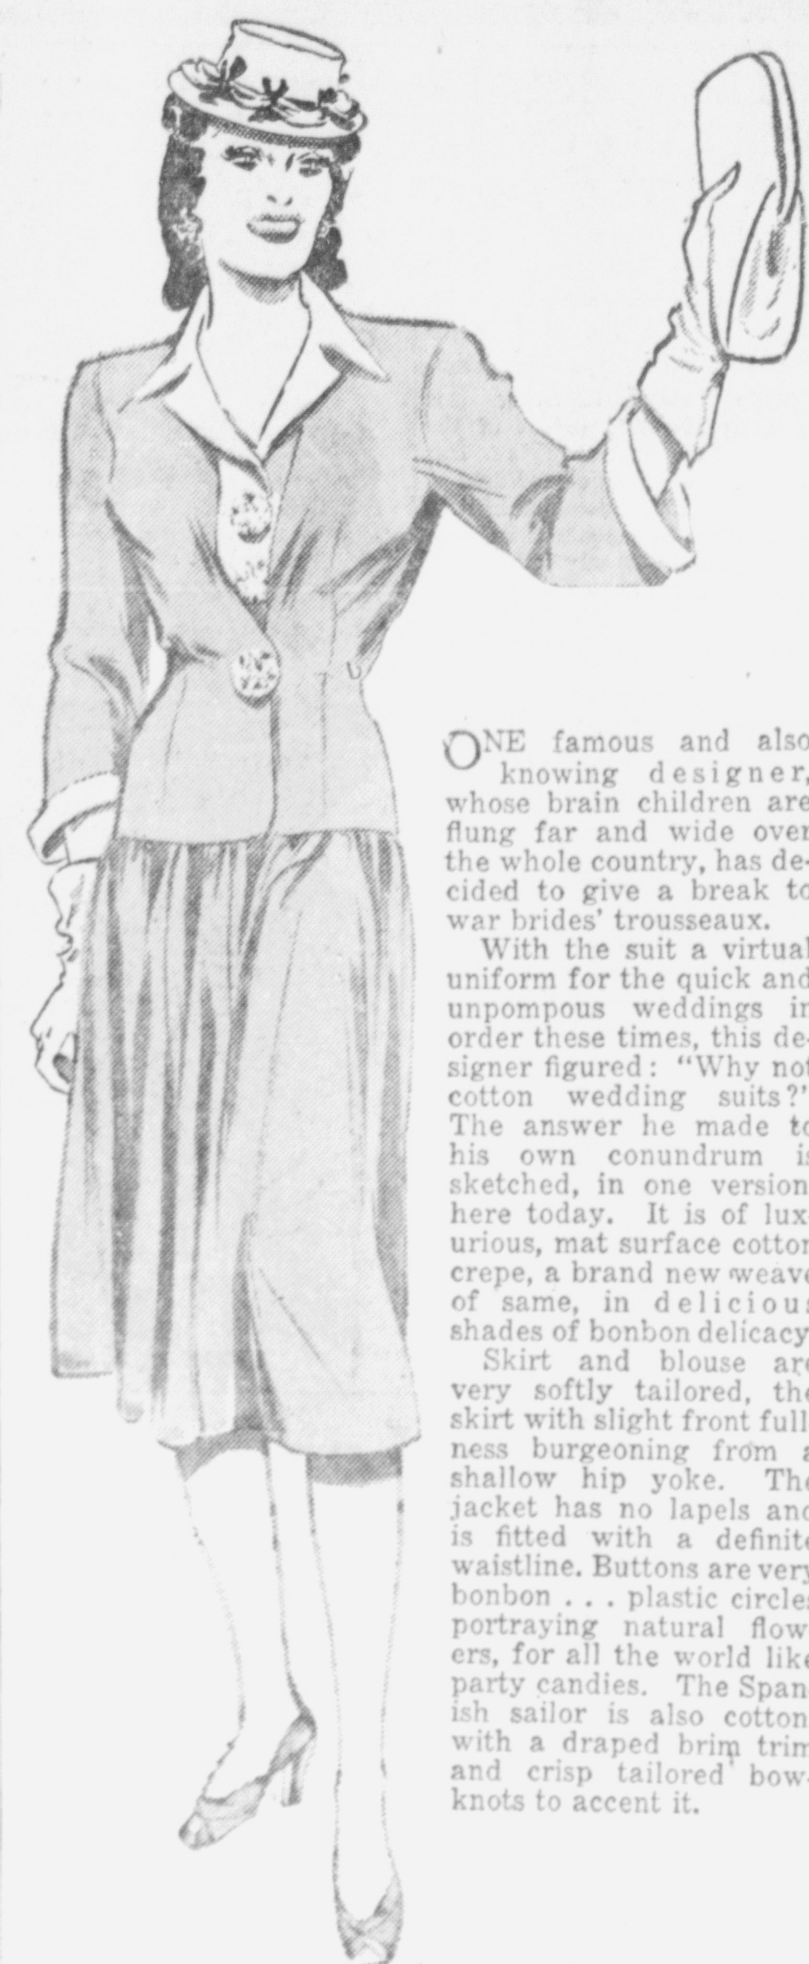 ONE famous and also
knowing designer,
whose brain children are
flung far and wide over
the whole country, has de-
cided to give a break to
war brides' trousseaux.
With the suit a virtual
uniform for the quick and
unpompous weddings in
order these times, this de-
signer figured: "Why not
cotton wedding suits?"
The answer he made to
his own conundrum is
sketched, in one version,
here today. It is of lux-
urious, mat surface cotton
crepe, a brand new weave
of same, in delicious
shades of bonbon delicacy.
Skirt and blouse are
very softly tailored, the
skirt with slight front full-
ness burgeoning from a
shallow hip yoke. The
jacket has no lapels and
is fitted with a definite
waistline. Buttons are very
bonbon . . . plastic circles
portraying natural flow-
ers, for all the world like
party candies. The Span-
ish sailor is also cotton,
with a draped brim trim
and crisp tailored bow-
knots to accent it.